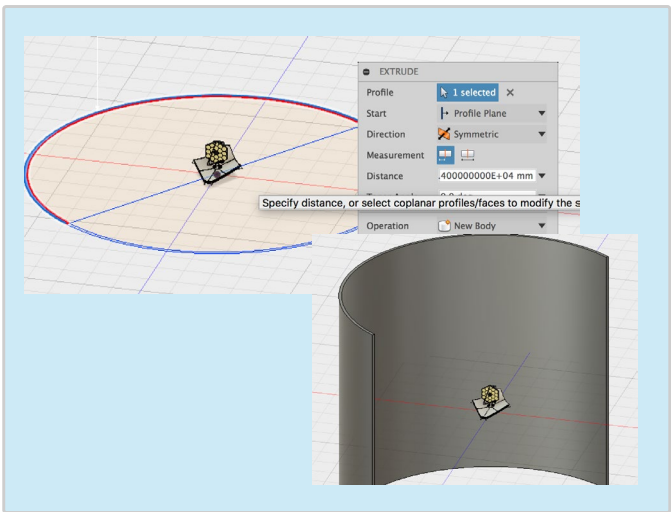 EXTRUDE
Profile 1 selected ×
Start Profile Plane
Direction Symmetric
Measurement
Distance .400000000E+04 mm
Specify distance, or select coplanar profiles/faces to modify the s
Operation New Body